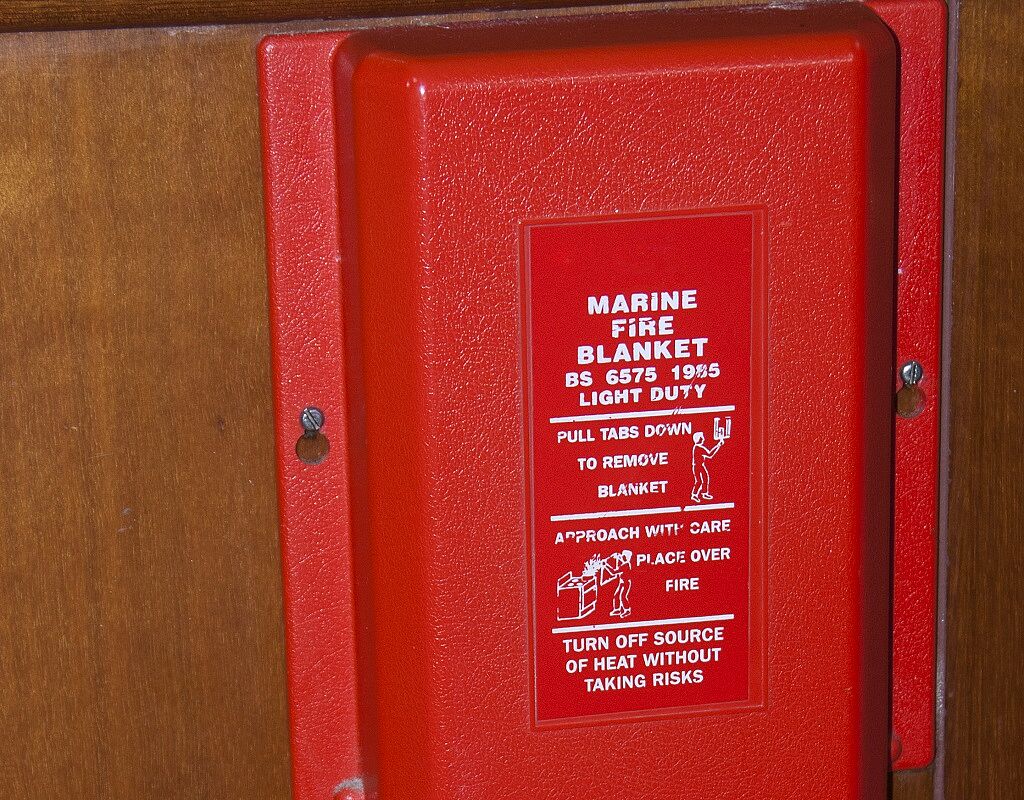 MARINE
FIRE
BLANKET
BS 6575 1985
LIGHT DUTY
PULL TABS DOWN
TO REMOVE
BLANKET
APPROACH WITH CARE
PLACE OVER
FIRE
TURN OFF SOURCE
OF HEAT WITHOUT
TAKING RISKS